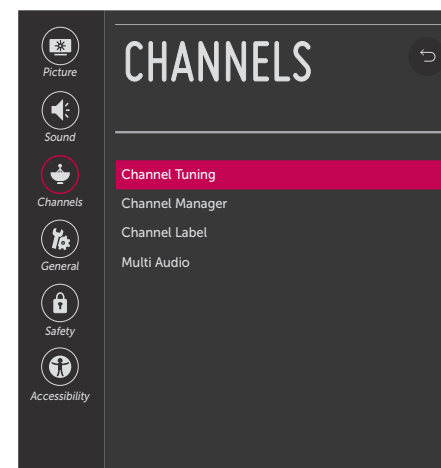 Picture
Sound
Channels
General
Safety
Accessibility
CHANNELS
Channel Tuning
Channel Manager
Channel Label
Multi Audio